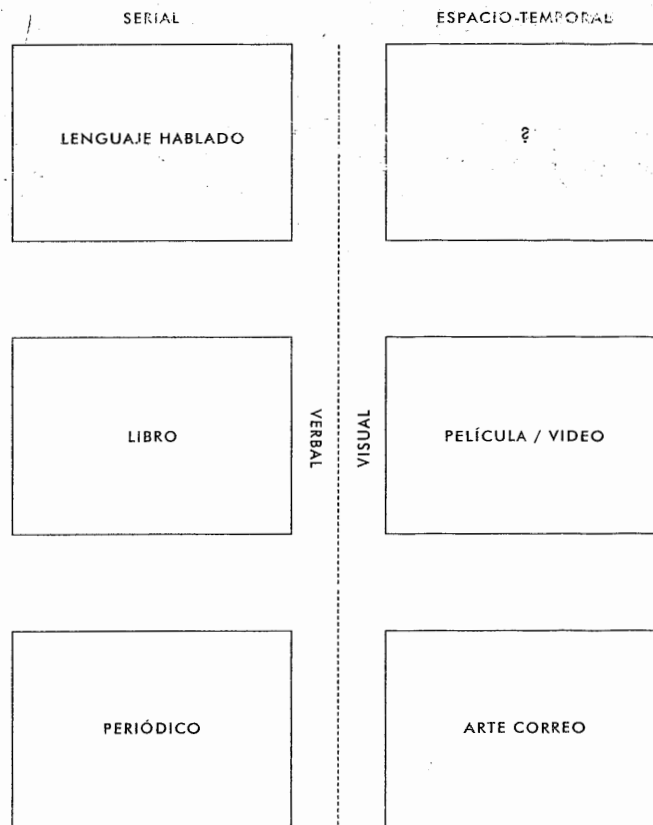 SERIAL
ESPACIO-TEMPORAL
LENGUAJE HABLADO
?
LIBRO
VERBAL
VISUAL
PELÍCULA / VIDEO
PERIÓDICO
ARTE CORREO